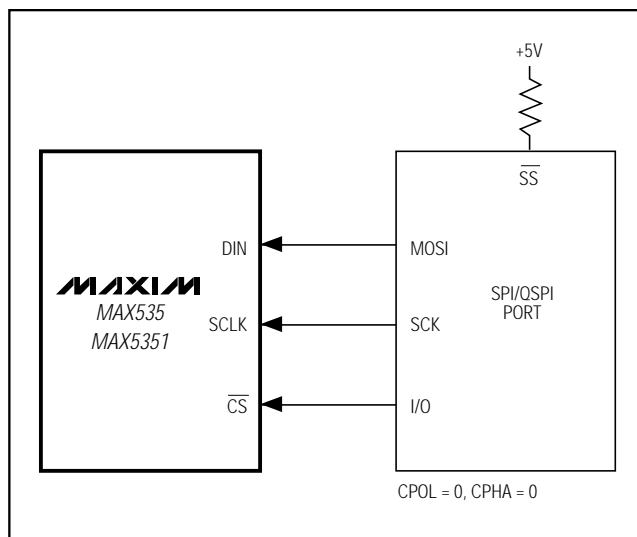 +5V
SS
DIN
MOSI
MAXIM
MAX535
MAX5351
SCLK
SCK
SPI/QSPI
PORT
CS
I/O
CPOL = 0, CPHA = 0